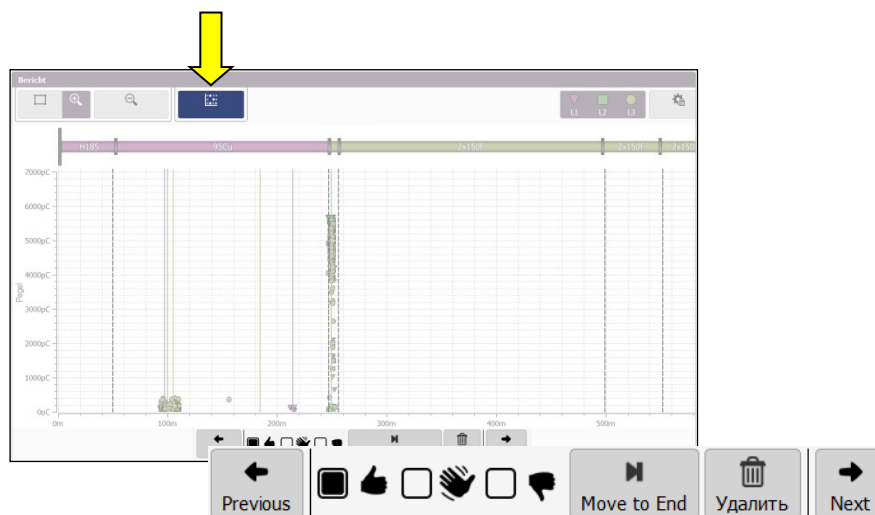 Bericht
L1 L2 L3
H185 95Cu 2x150F 2x150F 2x150
7000pC
6000pC
5000pC
4000pC
3000pC
2000pC
1000pC
0pC
Pegel
0m 100m 200m 300m 400m 500m
Previous Move to End Удалить Next